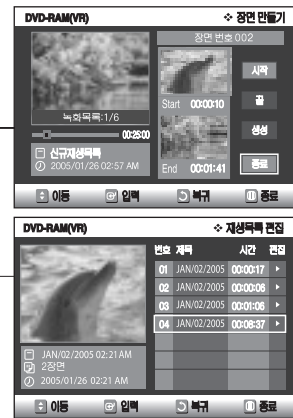 DVD-RAM(VR) ❖ 장면 만들기
장면 번호 002
시작
녹화목록:1/6
Start 00:00:10
끝
00:25:00
생성
신규재생목록
2005/01/26 02:57 AM
End 00:01:41
종료
이동 입력 복귀 종료
DVD-RAM(VR) ❖ 재생목록 편집
번호 제목 시간 편집
01 JAN/02/2005 00:00:17 ▸
02 JAN/02/2005 00:00:06 ▸
03 JAN/02/2005 00:01:06 ▸
04 JAN/02/2005 00:08:37 ▸
JAN/02/2005 02:21 AM
2장면
2005/01/26 02:21 AM
이동 입력 복귀 종료